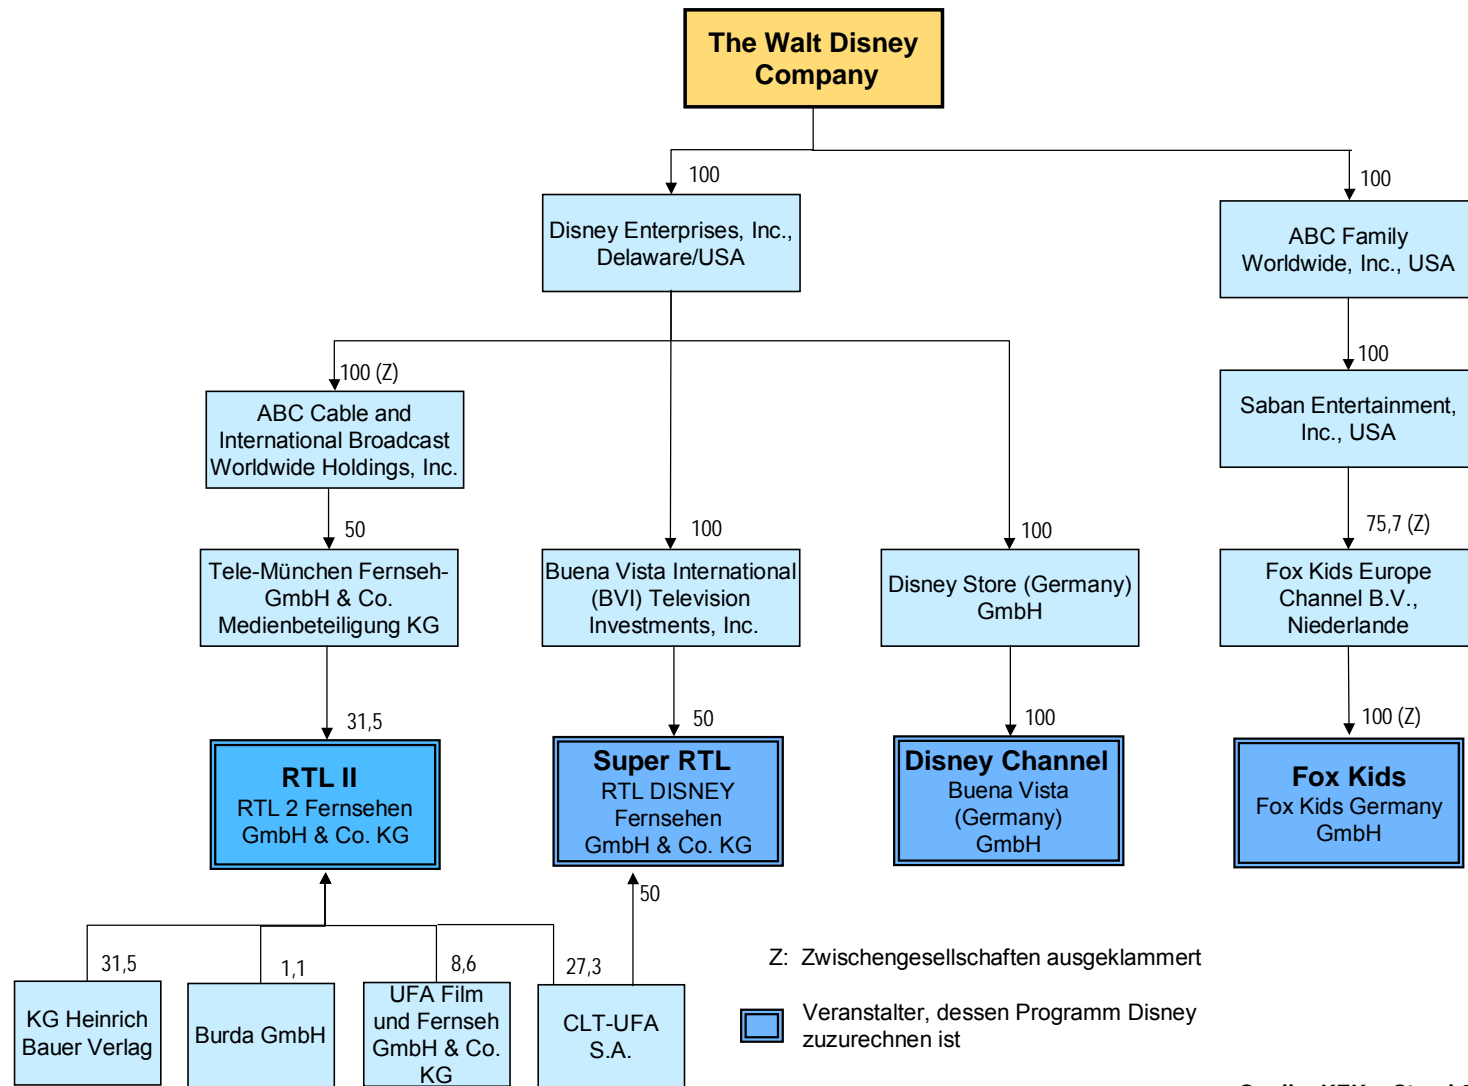 The Walt Disney
Company
100
100
Disney Enterprises, Inc.,
Delaware/USA
ABC Family
Worldwide, Inc., USA
100 (Z)
100
ABC Cable and
International Broadcast
Worldwide Holdings, Inc.
Saban Entertainment,
Inc., USA
50
100
100
75,7 (Z)
Tele-München Fernseh-
GmbH & Co.
Medienbeteiligung KG
Buena Vista International
(BVI) Television
Investments, Inc.
Disney Store (Germany)
GmbH
Fox Kids Europe
Channel B.V.,
Niederlande
31,5
50
100
100 (Z)
RTL II
RTL 2 Fernsehen
GmbH & Co. KG
Super RTL
RTL DISNEY
Fernsehen
GmbH & Co. KG
Disney Channel
Buena Vista
(Germany)
GmbH
Fox Kids
Fox Kids Germany
GmbH
50
31,5
1,1
8,6
27,3
KG Heinrich
Bauer Verlag
Burda GmbH
UFA Film
und Fernseh
GmbH & Co.
KG
CLT-UFA
S.A.
Z: Zwischengesellschaften ausgeklammert
Veranstalter, dessen Programm Disney
zuzurechnen ist